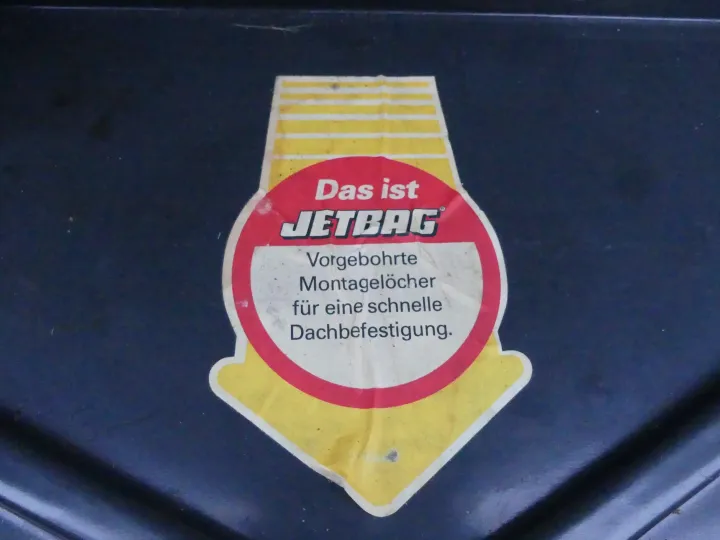 Das ist
JETBAG®
Vorgebohrte
Montagelöcher
für eine schnelle
Dachbefestigung.